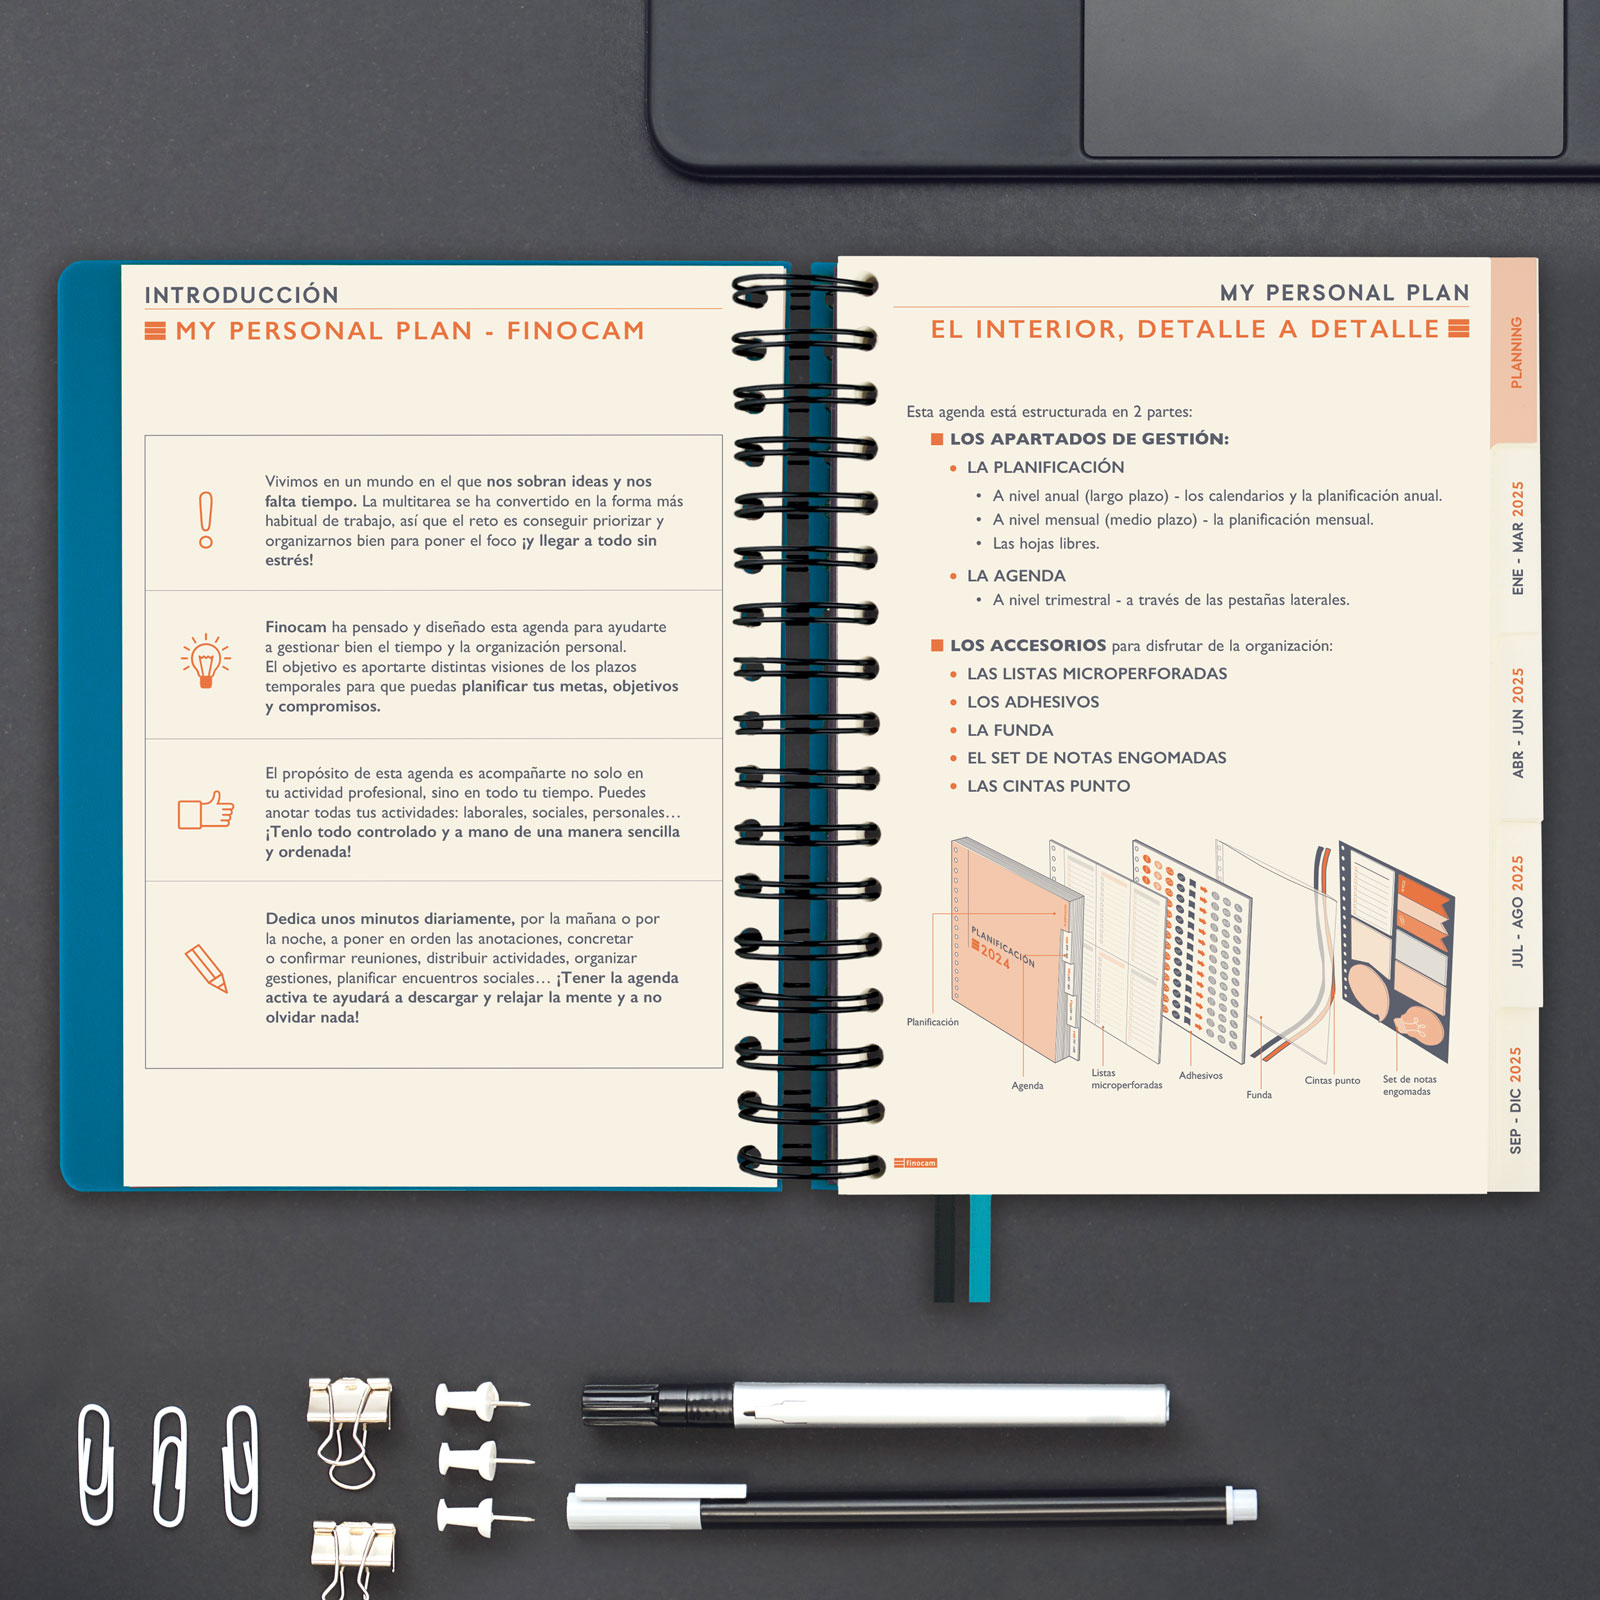 INTRODUCCIÓN
MY PERSONAL PLAN - FINOCAM
Vivimos en un mundo en el que nos sobran ideas y nos
falta tiempo. La multitarea se ha convertido en la forma más
habitual de trabajo, así que el reto es conseguir priorizar y
organizarnos bien para poner el foco ¡y llegar a todo sin
estrés!
Finocam ha pensado y diseñado esta agenda para ayudarte
a gestionar bien el tiempo y la organización personal.
El objetivo es aportarte distintas visiones de los plazos
temporales para que puedas planificar tus metas, objetivos
y compromisos.
El propósito de esta agenda es acompañarte no solo en
tu actividad profesional, sino en todo tu tiempo. Puedes
anotar todas tus actividades: laborales, sociales, personales...
¡Tenlo todo controlado y a mano de una manera sencilla
y ordenada!
Dedica unos minutos diariamente, por la mañana o por
la noche, a poner en orden las anotaciones, concretar
o confirmar reuniones, distribuir actividades, organizar
gestiones, planificar encuentros sociales... ¡Tener la agenda
activa te ayudará a descargar y relajar la mente y a no
olvidar nada!
MY PERSONAL PLAN
EL INTERIOR, DETALLE A DETALLE
Esta agenda está estructurada en 2 partes:
LOS APARTADOS DE GESTIÓN:
• LA PLANIFICACIÓN
• A nivel anual (largo plazo) - los calendarios y la planificación anual.
• A nivel mensual (medio plazo) - la planificación mensual.
• Las hojas libres.
• LA AGENDA
• A nivel trimestral - a través de las pestañas laterales.
LOS ACCESORIOS para disfrutar de la organización:
• LAS LISTAS MICROPERFORADAS
• LOS ADHESIVOS
• LA FUNDA
• EL SET DE NOTAS ENGOMADAS
• LAS CINTAS PUNTO
PLANIFICACIÓN
2024
Planificación
Agenda
Listas
microperforadas
Adhesivos
Funda
Cintas punto
Set de notas
engomadas
finocam
PLANNING
ENE - MAR 2025
ABR - JUN 2025
JUL - AGO 2025
SEP - DIC 2025